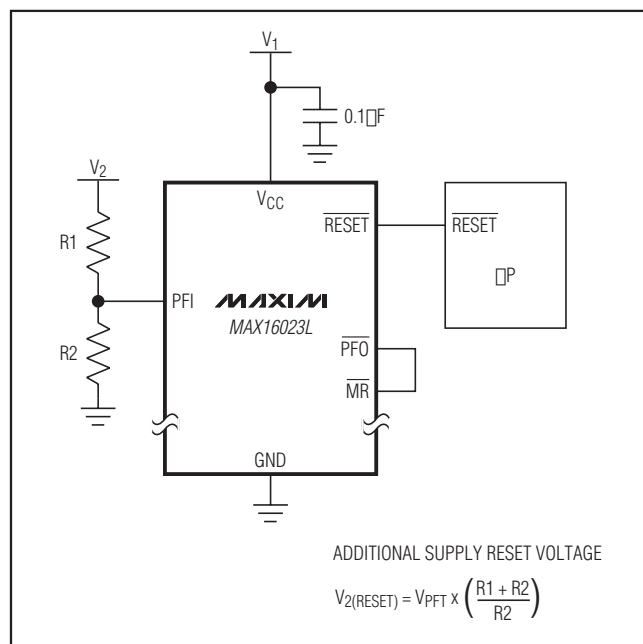 V1
0.1▯F
V2
VCC
RESET
RESET
R1
▯P
PFI
MAXIM
MAX16023L
R2
PFO
MR
GND
ADDITIONAL SUPPLY RESET VOLTAGE
V2(RESET) = VPFT x (R1 + R2 / R2)